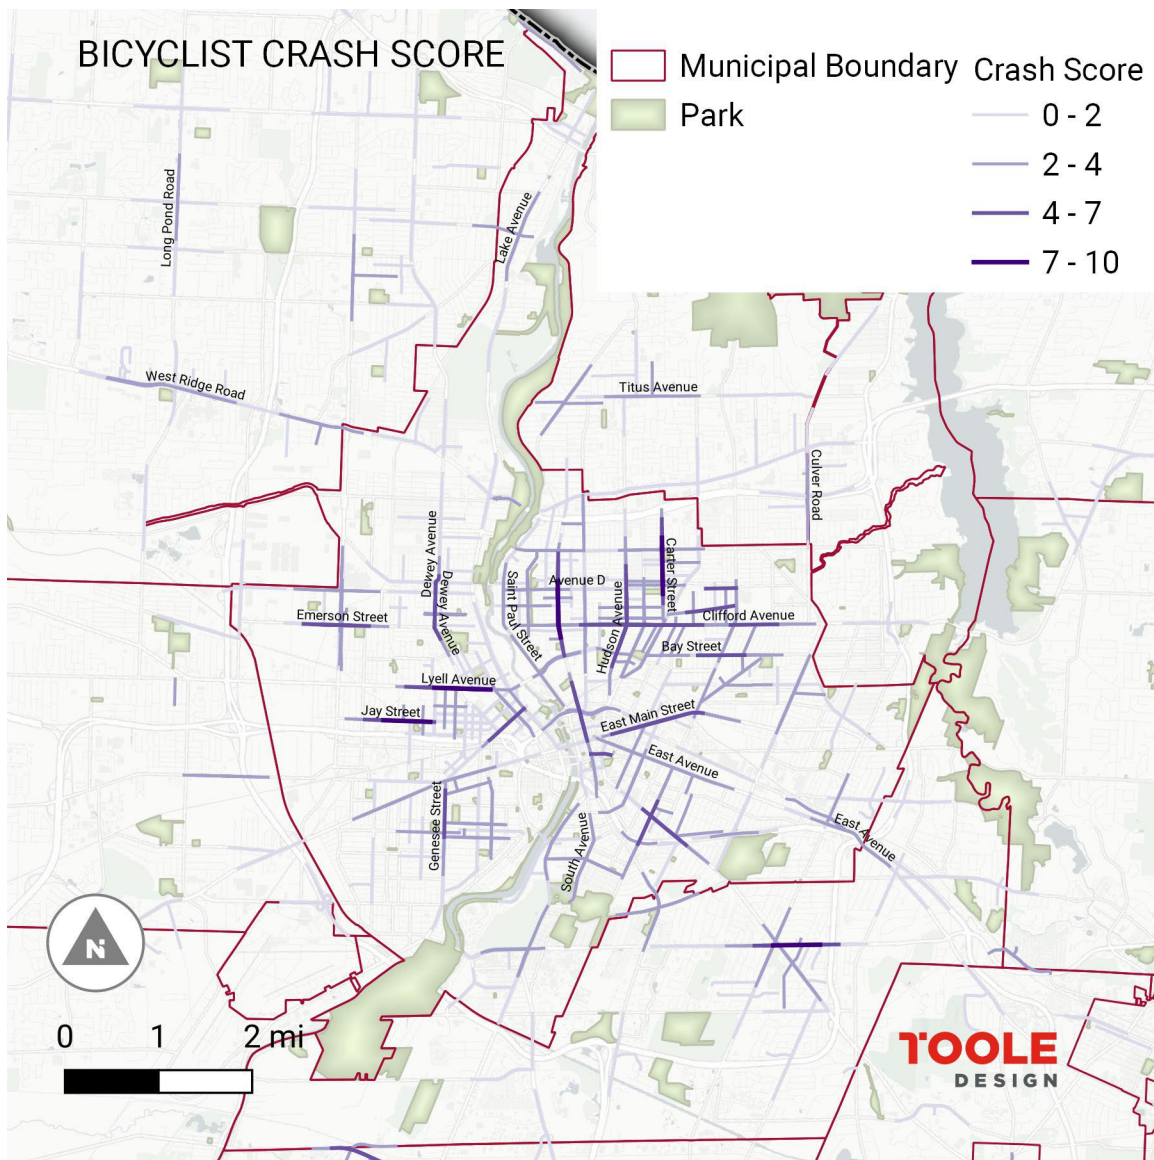 BICYCLIST CRASH SCORE
Municipal Boundary
Park
Crash Score
0 - 2
2 - 4
4 - 7
7 - 10
Long Pond Road
Lake Avenue
West Ridge Road
Titus Avenue
Culver Road
Dewey Avenue
Dewey Avenue
Saint Paul Street
Avenue D
Hudson Avenue
Carter Street
Clifford Avenue
Emerson Street
Bay Street
Lyell Avenue
Jay Street
East Main Street
East Avenue
Genesee Street
South Avenue
East Avenue
N
0 1 2 mi
TOOLE
DESIGN